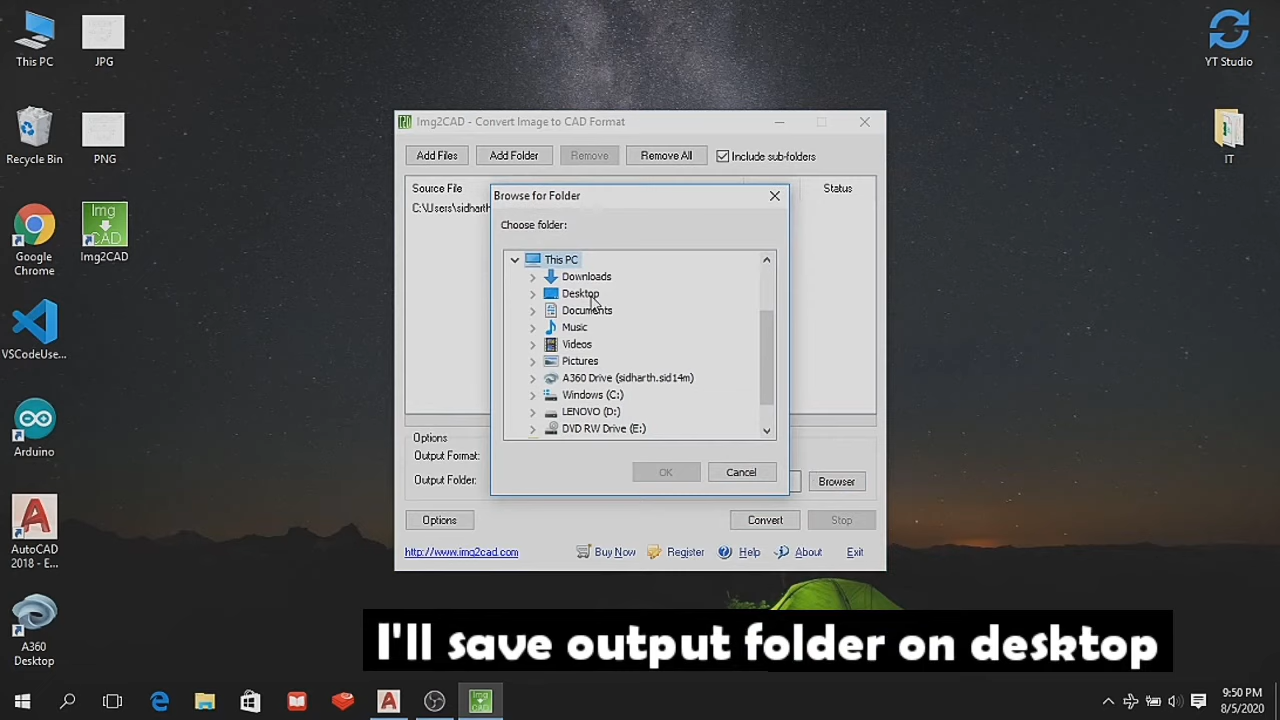 This PC
JPG
YT Studio
Recycle Bin
PNG
IT
Google
Chrome
Img
CAD
Img2CAD
VSCodeUse...
Arduino
AutoCAD
2018 - E...
A360
Desktop
Img2CAD - Convert Image to CAD Format
Add Files
Add Folder
Remove
Remove All
Include sub-folders
Source File
Status
C:\Users\sidharth
Browse for Folder
Choose folder:
This PC
Downloads
Desktop
Documents
Music
Videos
Pictures
A360 Drive (sidharth.sid14m)
Windows (C:)
LENOVO (D:)
DVD RW Drive (E:)
OK
Cancel
Options
Output Format:
Output Folder:
Browser
Options
Convert
Stop
http://www.img2cad.com
Buy Now
Register
Help
About
Exit
I'll save output folder on desktop
Img
CAD
9:50 PM
8/5/2020